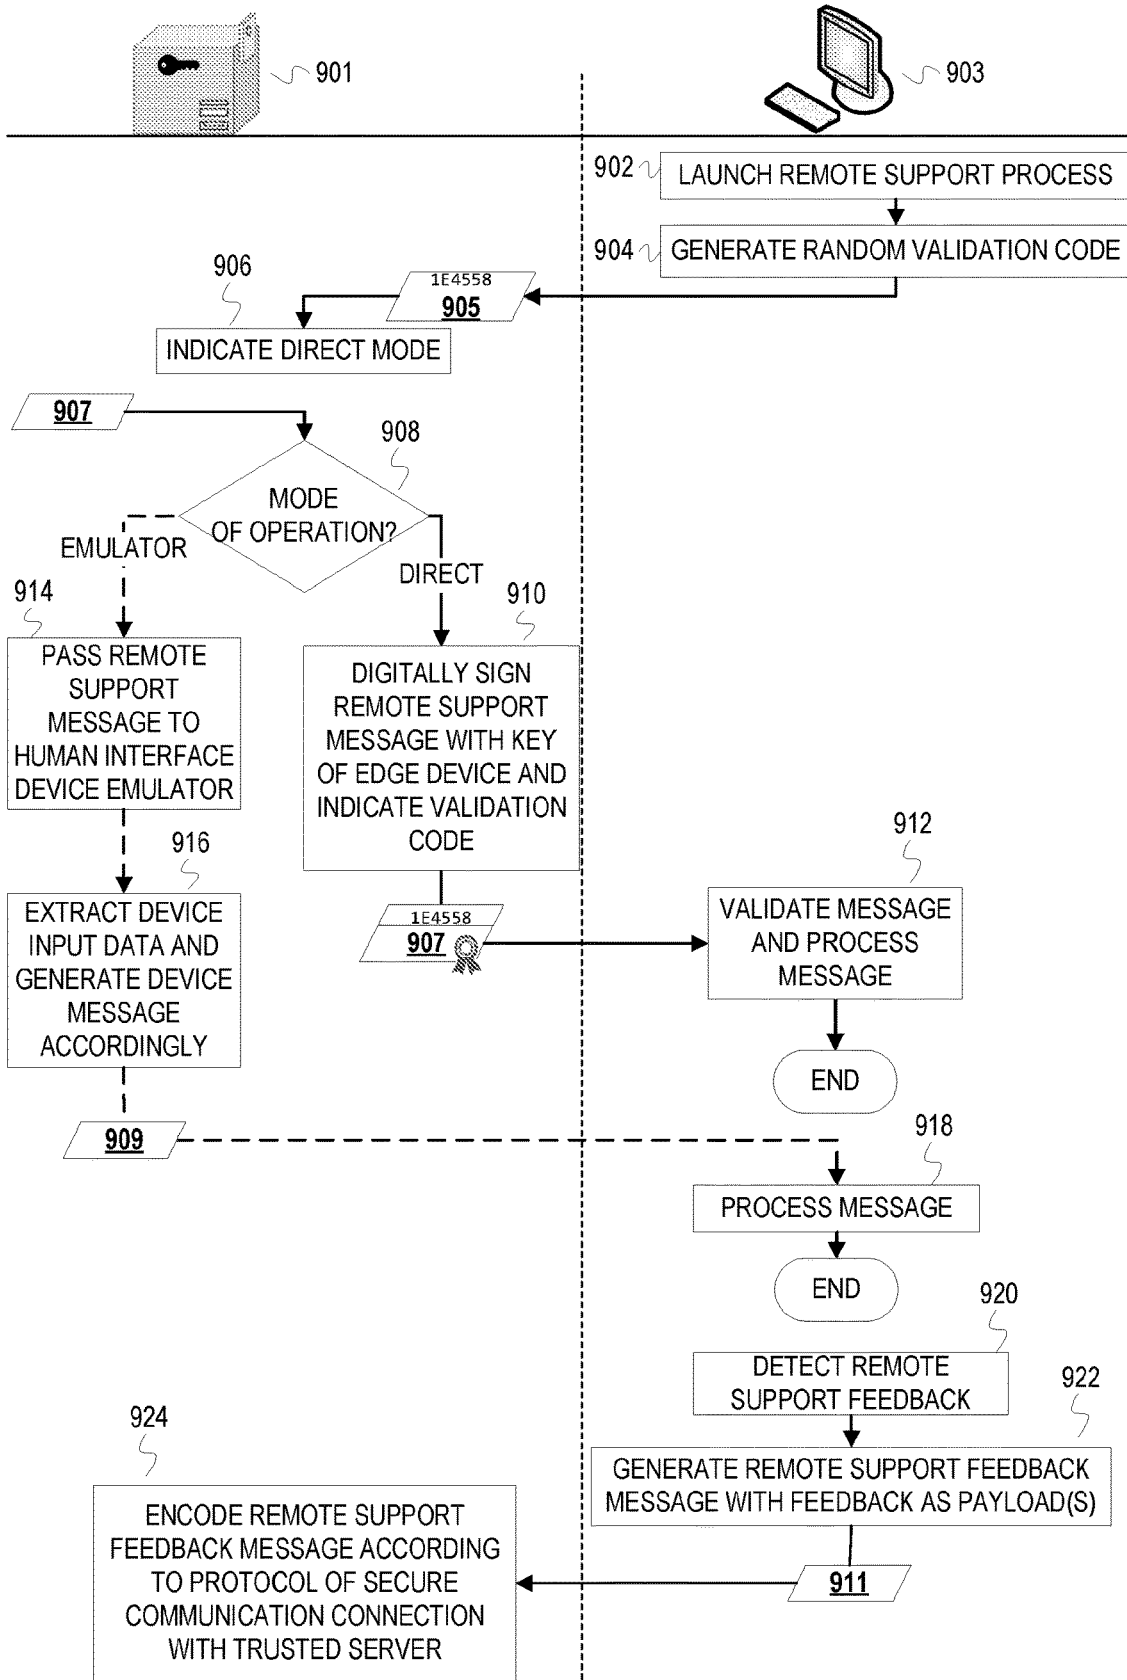 901
903
902
LAUNCH REMOTE SUPPORT PROCESS
904
GENERATE RANDOM VALIDATION CODE
906
1E4558
905
INDICATE DIRECT MODE
907
908
MODE
OF OPERATION?
EMULATOR
DIRECT
914
910
PASS REMOTE
SUPPORT
MESSAGE TO
HUMAN INTERFACE
DEVICE EMULATOR
DIGITALLY SIGN
REMOTE SUPPORT
MESSAGE WITH KEY
OF EDGE DEVICE AND
INDICATE VALIDATION
CODE
916
912
EXTRACT DEVICE
INPUT DATA AND
GENERATE DEVICE
MESSAGE
ACCORDINGLY
1E4558
907
VALIDATE MESSAGE
AND PROCESS
MESSAGE
END
909
918
PROCESS MESSAGE
END
920
DETECT REMOTE
SUPPORT FEEDBACK
922
924
GENERATE REMOTE SUPPORT FEEDBACK
MESSAGE WITH FEEDBACK AS PAYLOAD(S)
ENCODE REMOTE SUPPORT
FEEDBACK MESSAGE ACCORDING
TO PROTOCOL OF SECURE
COMMUNICATION CONNECTION
WITH TRUSTED SERVER
911